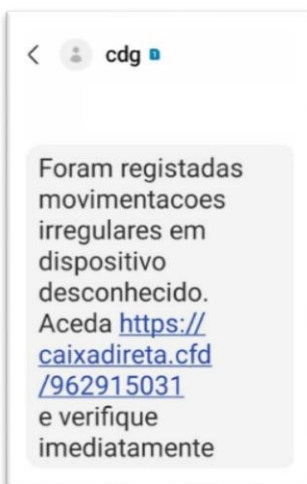 cdg
Foram registadas
movimentacoes
irregulares em
dispositivo
desconhecido.
Aceda https://
caixadireta.cfd
/962915031
e verifique
imediatamente